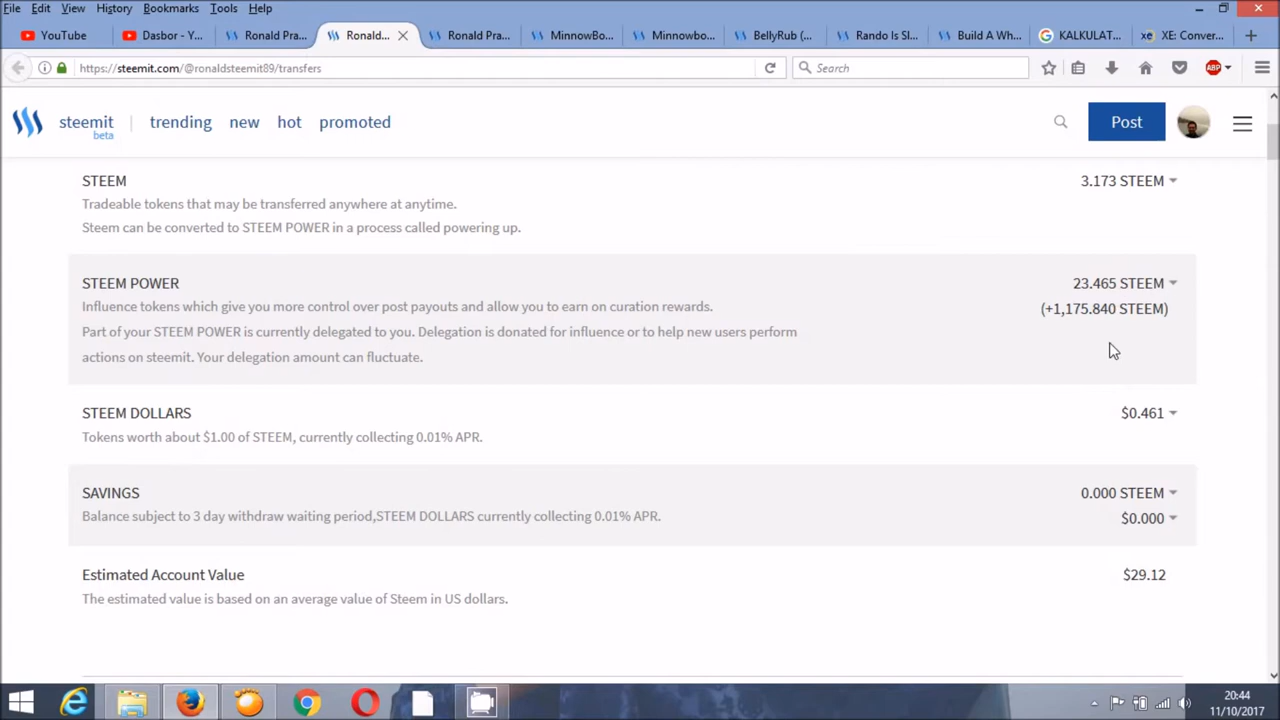 File Edit View History Bookmarks Tools Help
YouTube
Dasbor - Y...
Ronald Pra...
Ronald...
Ronald Pra...
MinnowBo...
Minnowbo...
BellyRub (...
Rando Is Sl...
Build A Wh...
KALKULAT...
XE: Conver...
https://steemit.com/@ronaldsteemit89/transfers
Search
ABP
steemit
beta
trending new hot promoted
Post
STEEM
3.173 STEEM
Tradeable tokens that may be transferred anywhere at anytime.
Steem can be converted to STEEM POWER in a process called powering up.
STEEM POWER
23.465 STEEM
Influence tokens which give you more control over post payouts and allow you to earn on curation rewards.
(+1,175.840 STEEM)
Part of your STEEM POWER is currently delegated to you. Delegation is donated for influence or to help new users perform
actions on steemit. Your delegation amount can fluctuate.
STEEM DOLLARS
$0.461
Tokens worth about $1.00 of STEEM, currently collecting 0.01% APR.
SAVINGS
0.000 STEEM
Balance subject to 3 day withdraw waiting period,STEEM DOLLARS currently collecting 0.01% APR.
$0.000
Estimated Account Value
$29.12
The estimated value is based on an average value of Steem in US dollars.
20:44
11/10/2017